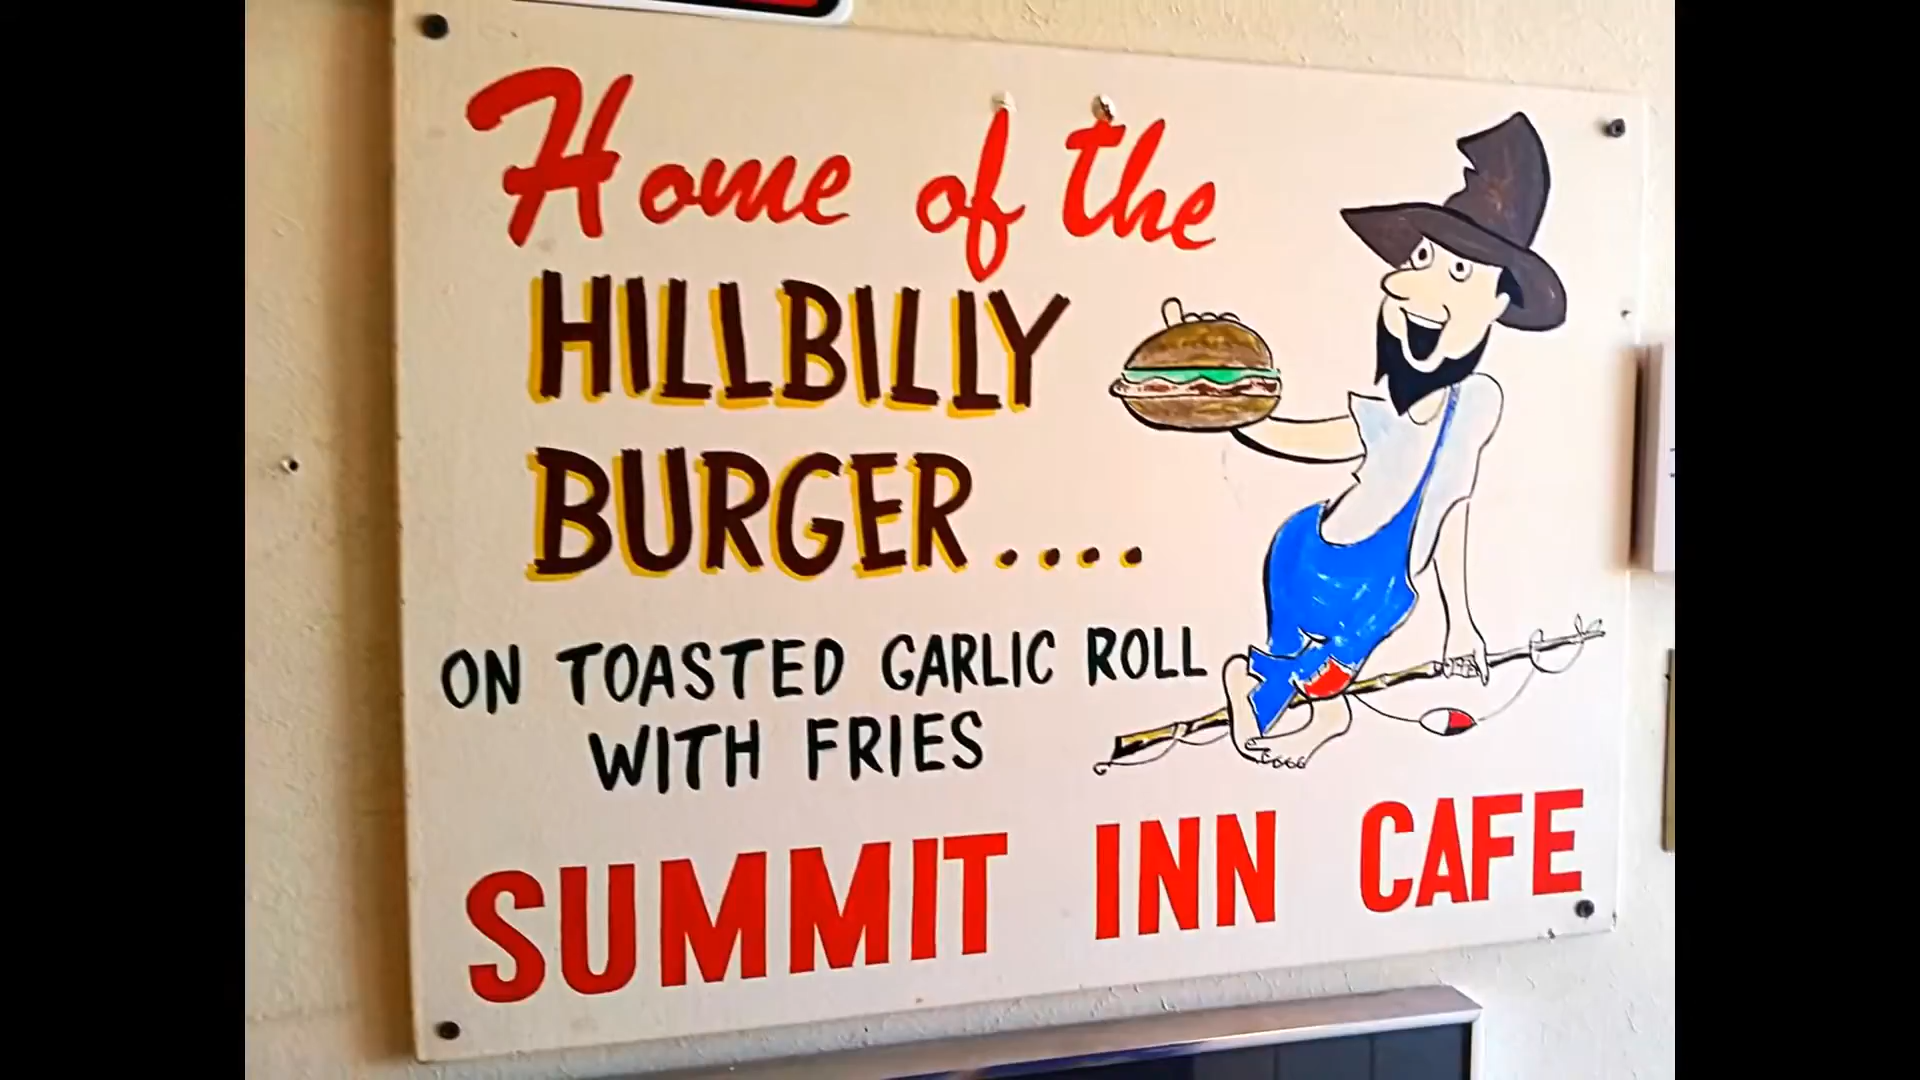 Home of the
HILLBILLY
BURGER....
ON TOASTED GARLIC ROLL
WITH FRIES
SUMMIT INN CAFE